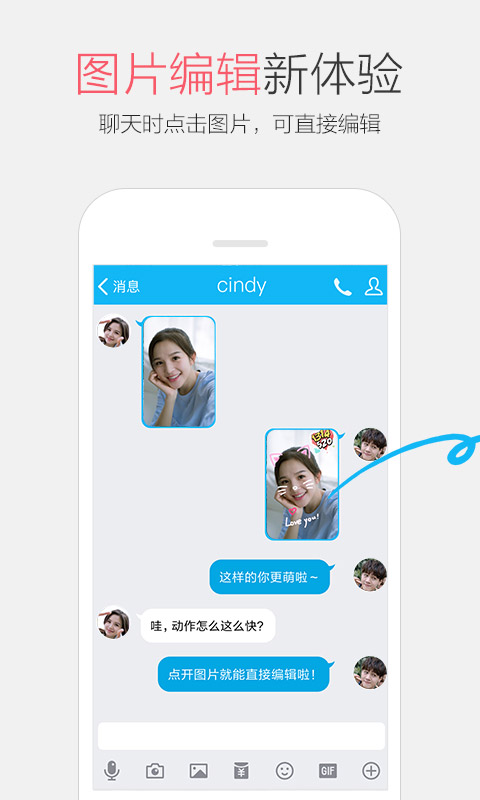 图片编辑新体验
聊天时点击图片，可直接编辑
消息
cindy
1314
520
Love you!
这样的你更萌啦～
哇，动作怎么这么快？
点开图片就能直接编辑啦！
GIF